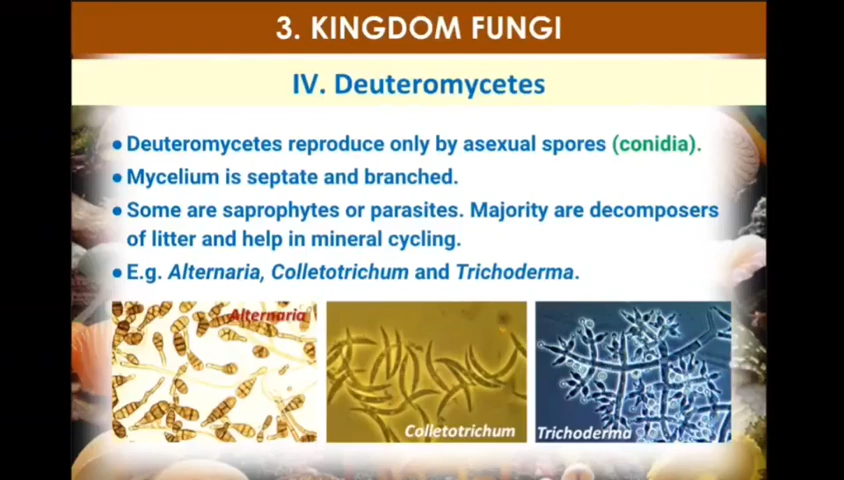 3. KINGDOM FUNGI
IV. Deuteromycetes
• Deuteromycetes reproduce only by asexual spores (conidia).
• Mycelium is septate and branched.
• Some are saprophytes or parasites. Majority are decomposers
of litter and help in mineral cycling.
• E.g. Alternaria, Colletotrichum and Trichoderma.
Alternaria
Colletotrichum
Trichoderma